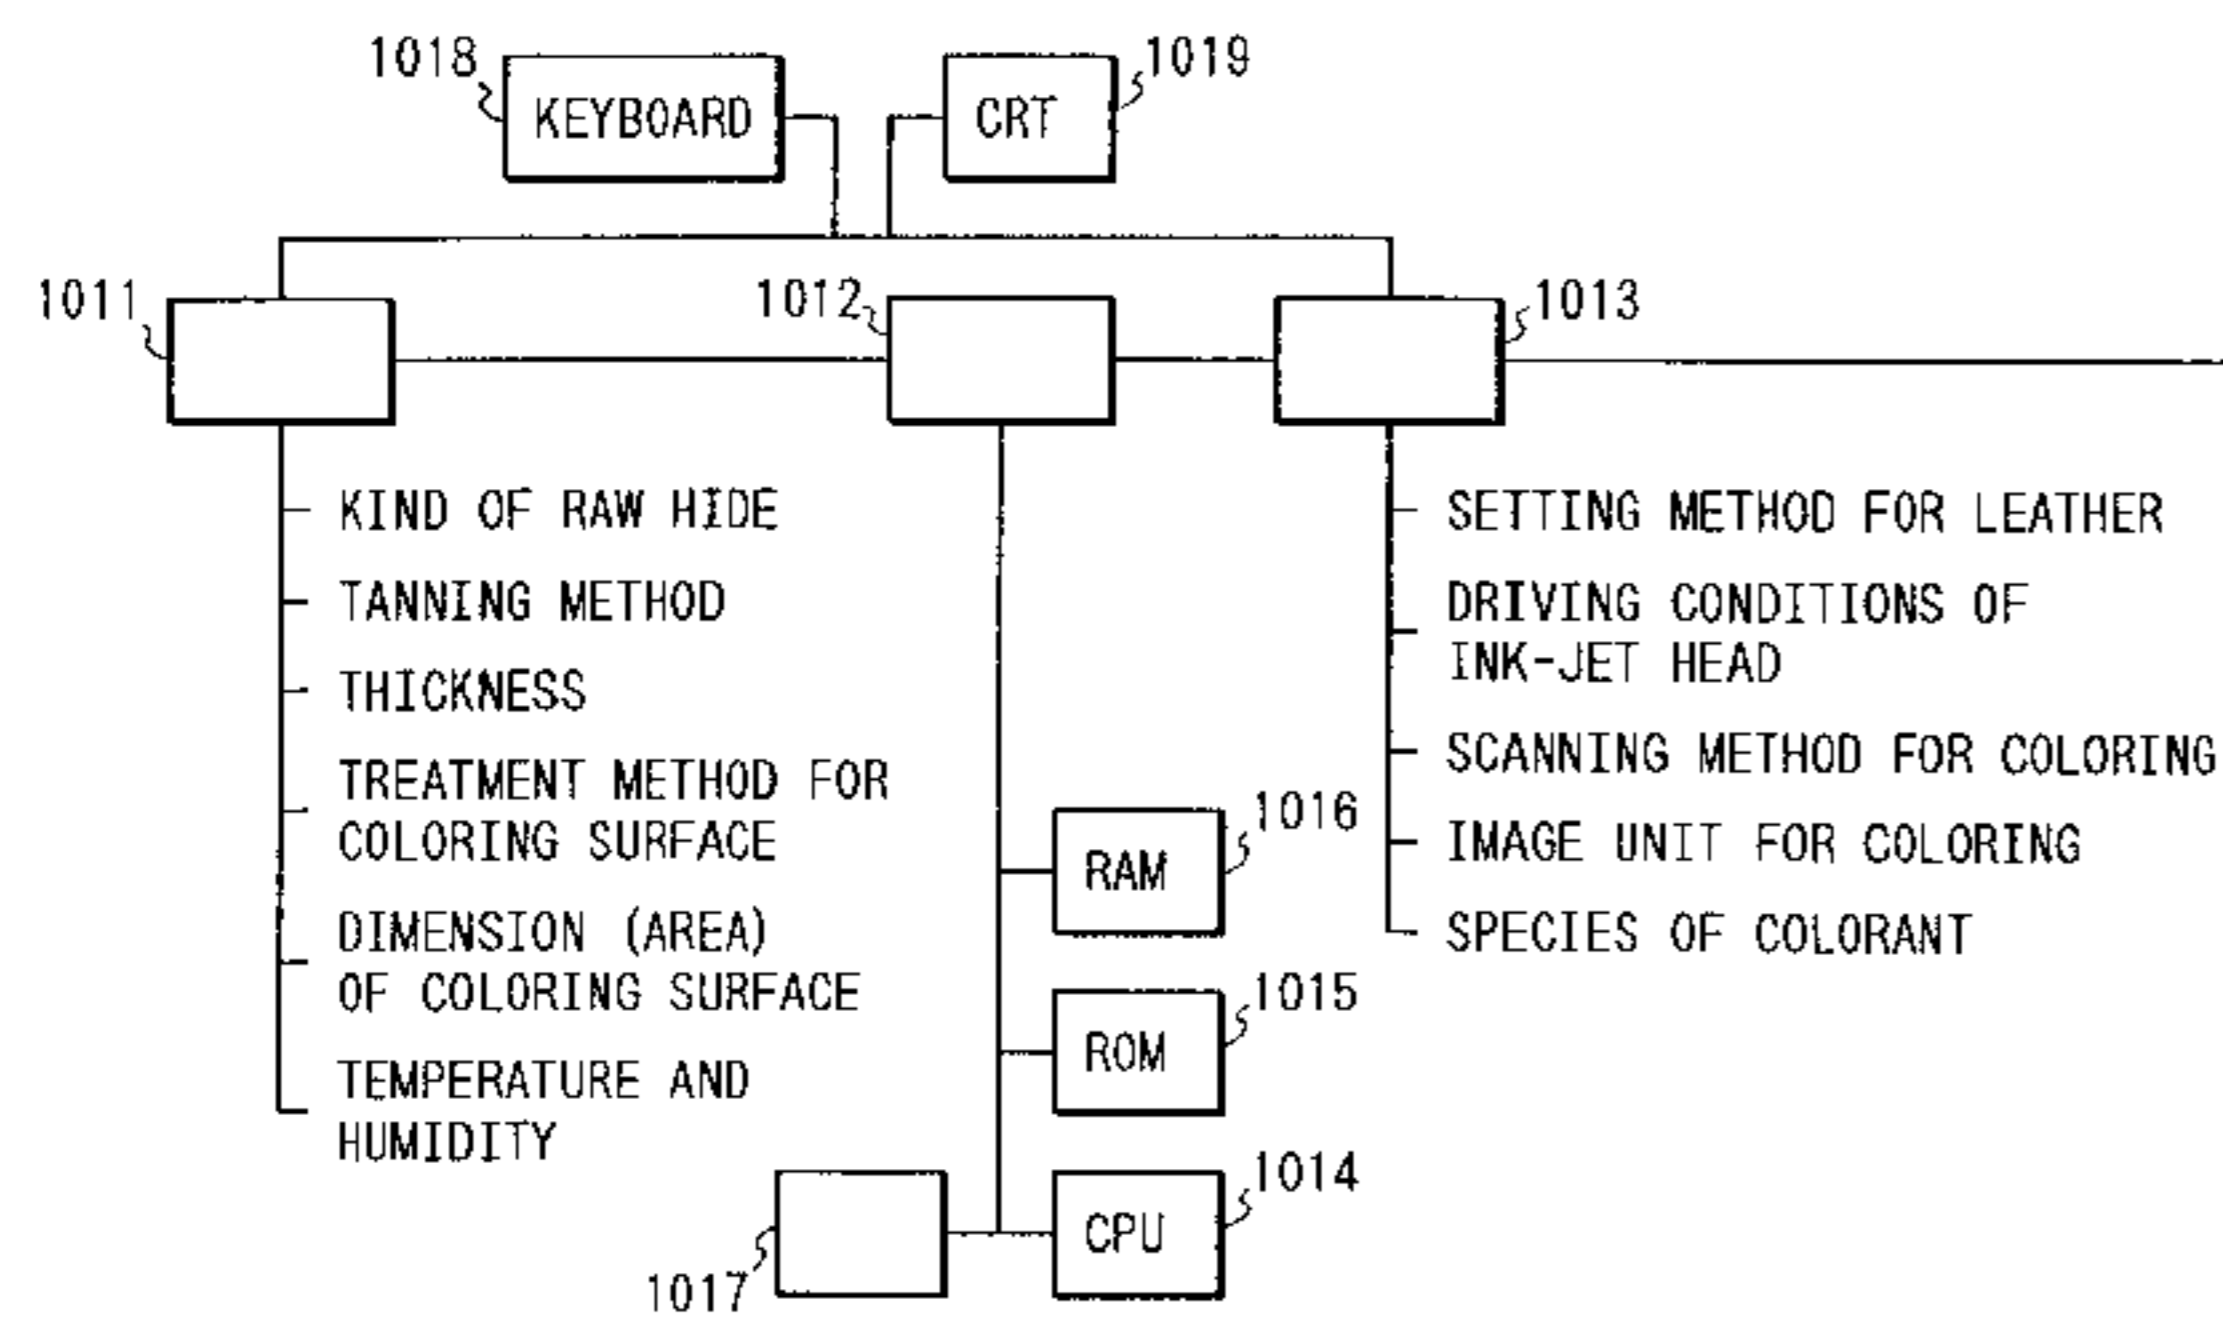 1018
KEYBOARD
CRT
1019
1011
1012
1013
KIND OF RAW HIDE
TANNING METHOD
THICKNESS
TREATMENT METHOD FOR
COLORING SURFACE
DIMENSION (AREA)
OF COLORING SURFACE
TEMPERATURE AND
HUMIDITY
1016
RAM
1015
ROM
1014
CPU
1017
SETTING METHOD FOR LEATHER
DRIVING CONDITIONS OF
INK-JET HEAD
SCANNING METHOD FOR COLORING
IMAGE UNIT FOR COLORING
SPECIES OF COLORANT